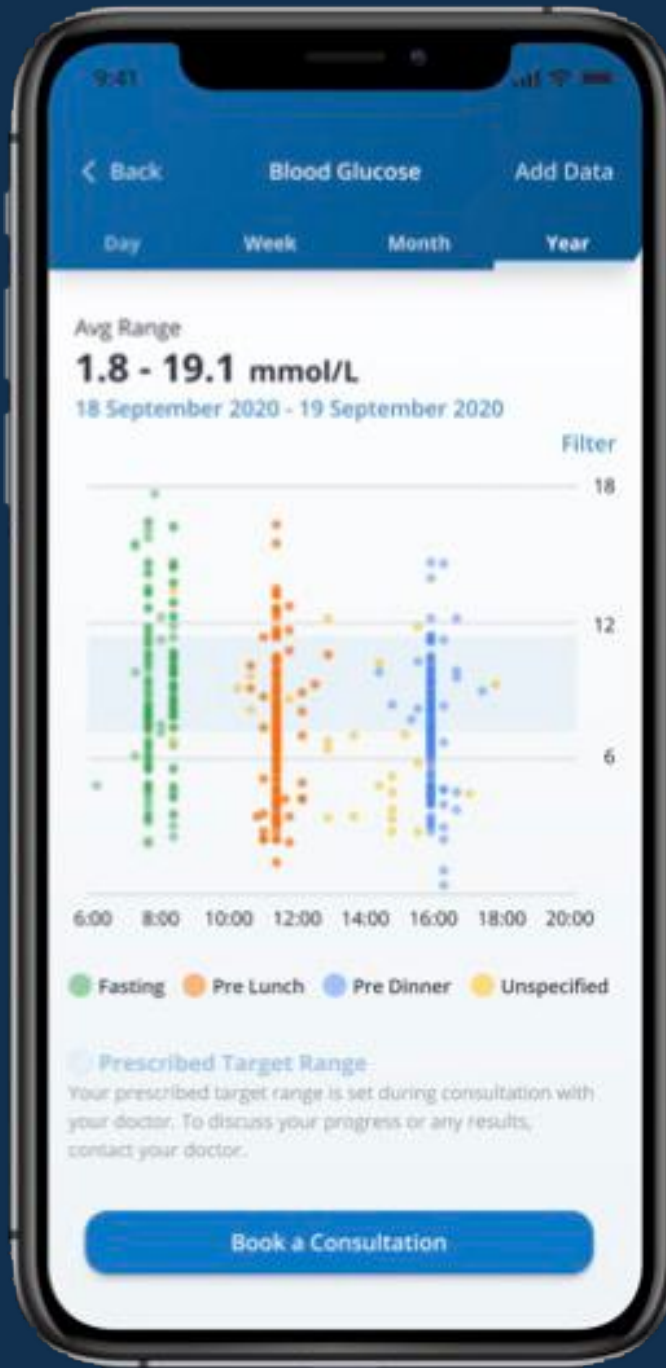 9:41
Back Blood Glucose Add Data
Day Week Month Year
Avg Range
1.8 - 19.1 mmol/L
18 September 2020 - 19 September 2020
Filter
18
12
6
6:00 8:00 10:00 12:00 14:00 16:00 18:00 20:00
Fasting Pre Lunch Pre Dinner Unspecified
Prescribed Target Range
Your prescribed target range is set during consultation with
your doctor. To discuss your progress or any results,
contact your doctor.
Book a Consultation